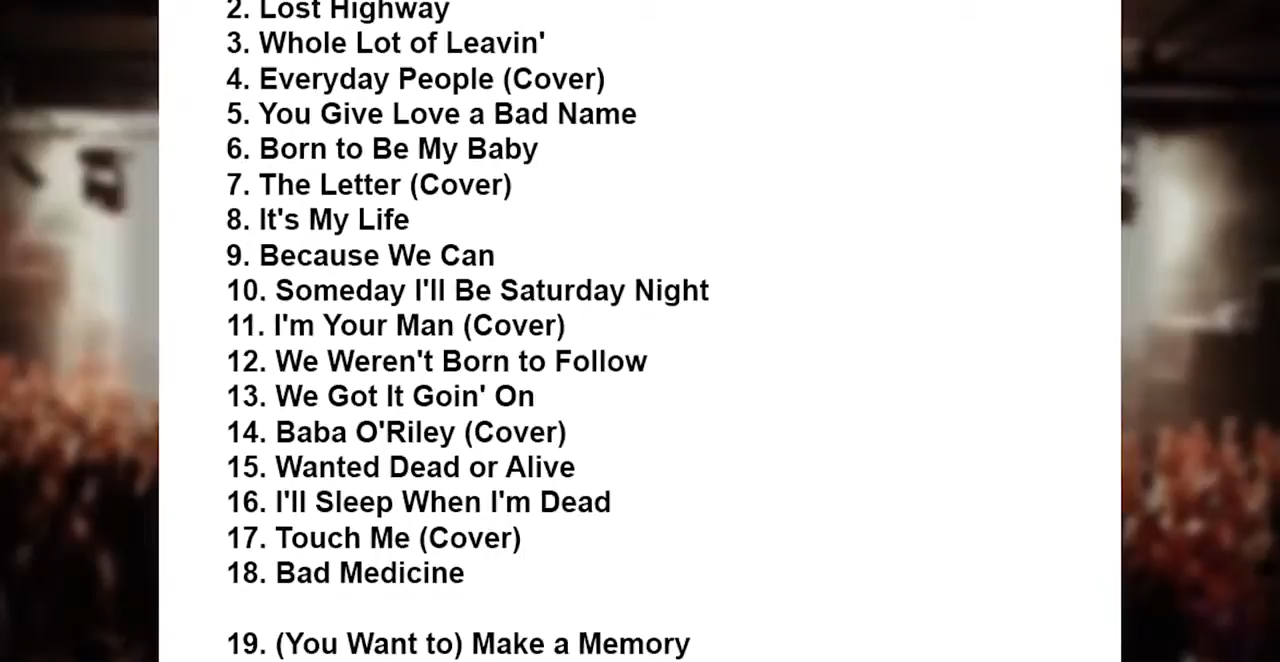 2. Lost Highway
3. Whole Lot of Leavin'
4. Everyday People (Cover)
5. You Give Love a Bad Name
6. Born to Be My Baby
7. The Letter (Cover)
8. It's My Life
9. Because We Can
10. Someday I'll Be Saturday Night
11. I'm Your Man (Cover)
12. We Weren't Born to Follow
13. We Got It Goin' On
14. Baba O'Riley (Cover)
15. Wanted Dead or Alive
16. I'll Sleep When I'm Dead
17. Touch Me (Cover)
18. Bad Medicine
19. (You Want to) Make a Memory